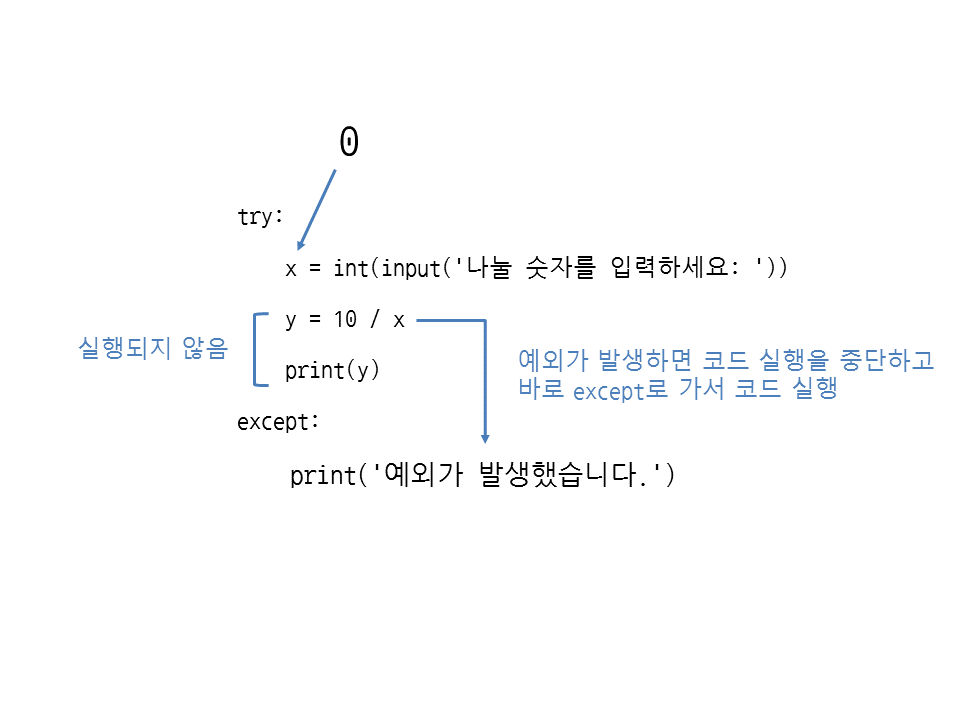 0
try:
x = int(input('나눌 숫자를 입력하세요: '))
y = 10 / x
실행되지 않음
print(y)
예외가 발생하면 코드 실행을 중단하고
바로 except로 가서 코드 실행
except:
print('예외가 발생했습니다.')